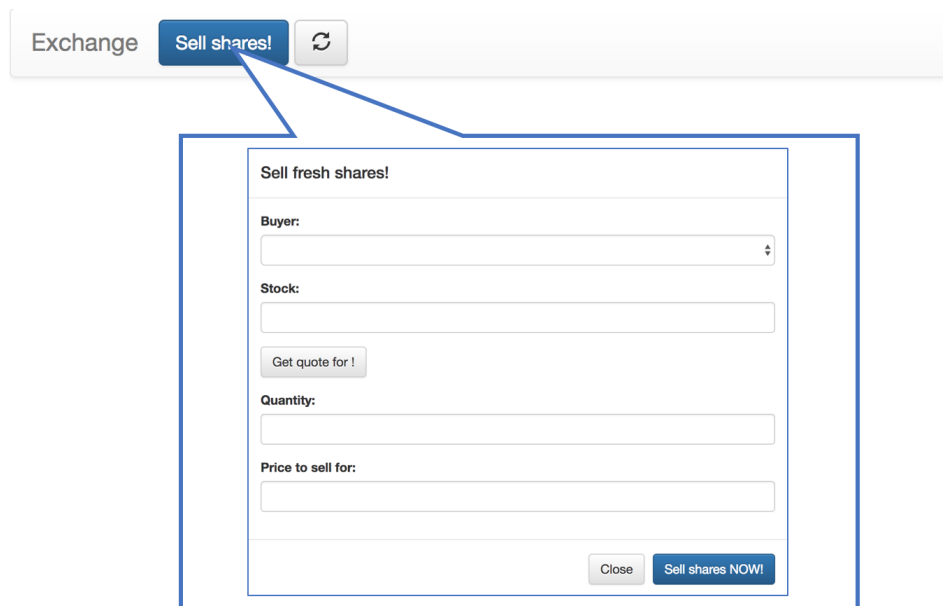 Exchange Sell shares!
Sell fresh shares!
Buyer:
Stock:
Get quote for !
Quantity:
Price to sell for:
Close Sell shares NOW!